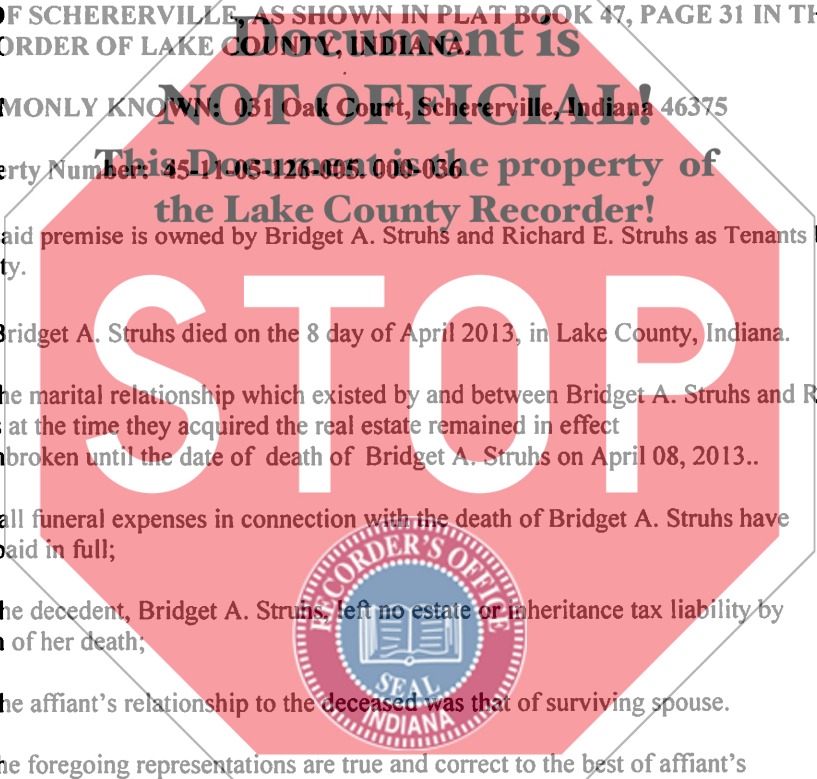 OF SCHERERVILLE, AS SHOWN IN PLAT BOOK 47, PAGE 31 IN TH
ORDER OF LAKE COUNTY, INDIANA.
Document is
MONLY KNOWN: 031 Oak Court, Schererville, Indiana 46375
NOT OFFICIAL!
erty Number: 45-11-05-126-005.000-036
This Document is the property of
the Lake County Recorder!
aid premise is owned by Bridget A. Struhs and Richard E. Struhs as Tenants
ty.
STOP
Bridget A. Struhs died on the 8 day of April 2013, in Lake County, Indiana.
he marital relationship which existed by and between Bridget A. Struhs and R
at the time they acquired the real estate remained in effect
nbroken until the date of death of Bridget A. Struhs on April 08, 2013..
all funeral expenses in connection with the death of Bridget A. Struhs have
paid in full;
RECORDER'S OFFICE
he decedent, Bridget A. Struhs, left no estate or inheritance tax liability by
of her death;
SEAL
INDIANA
he affiant's relationship to the deceased was that of surviving spouse.
he foregoing representations are true and correct to the best of affiant's